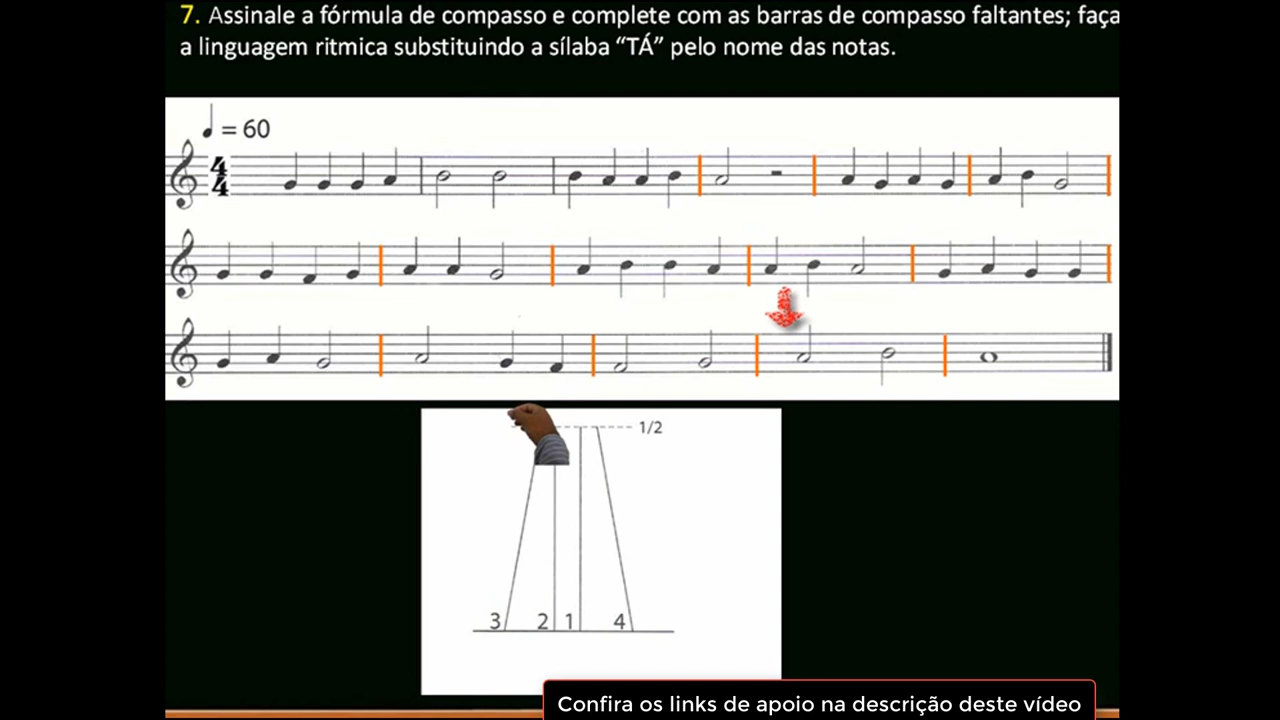 7. Assinale a fórmula de compasso e complete com as barras de compasso faltantes; faça
a linguagem ritmica substituindo a sílaba “TÁ” pelo nome das notas.
♩ = 60
4
4
1/2
3 2 1 4
Confira os links de apoio na descrição deste vídeo